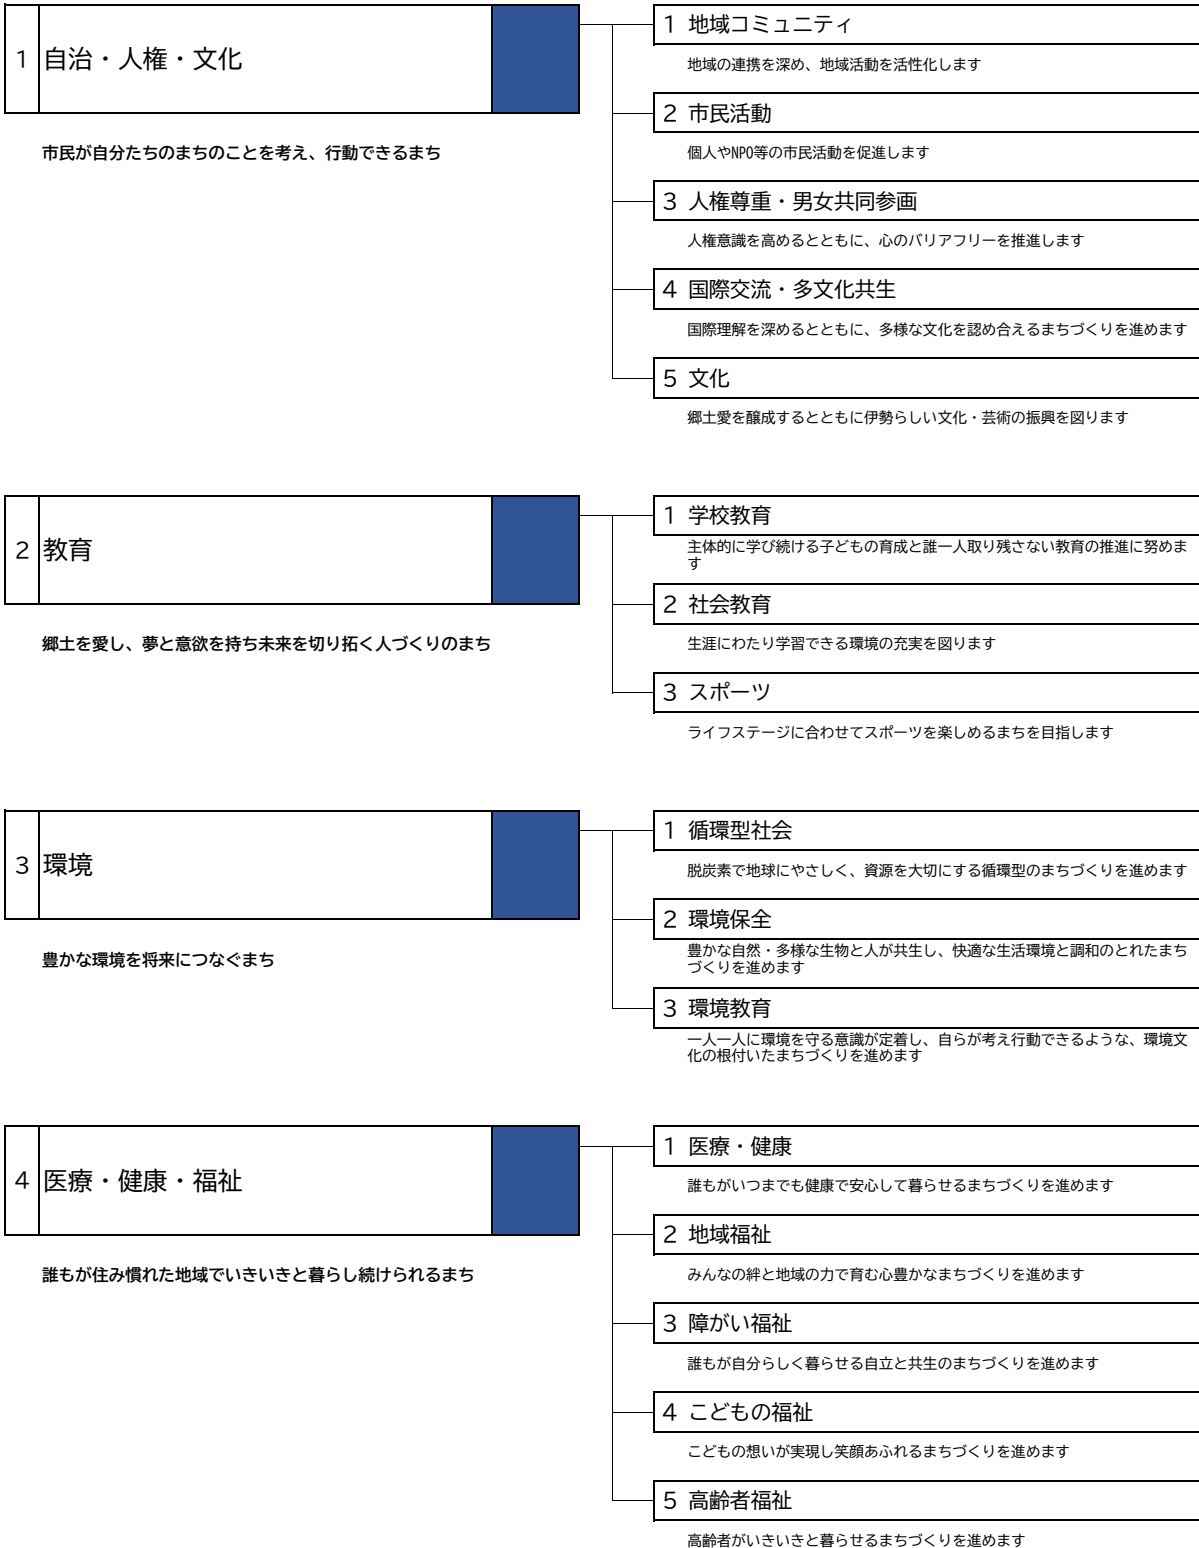 1 自治・人権・文化
市民が自分たちのまちのことを考え、行動できるまち
1 地域コミュニティ
地域の連携を深め、地域活動を活性化します
2 市民活動
個人やNPO等の市民活動を促進します
3 人権尊重・男女共同参画
人権意識を高めるとともに、心のバリアフリーを推進します
4 国際交流・多文化共生
国際理解を深めるとともに、多様な文化を認め合えるまちづくりを進めます
5 文化
郷土愛を醸成するとともに伊勢らしい文化・芸術の振興を図ります
2 教育
郷土を愛し、夢と意欲を持ち未来を切り拓く人づくりのまち
1 学校教育
主体的に学び続ける子どもの育成と誰一人取り残さない教育の推進に努めま
す
2 社会教育
生涯にわたり学習できる環境の充実を図ります
3 スポーツ
ライフステージに合わせてスポーツを楽しめるまちを目指します
3 環境
豊かな環境を将来につなぐまち
1 循環型社会
脱炭素で地球にやさしく、資源を大切にする循環型のまちづくりを進めます
2 環境保全
豊かな自然・多様な生物と人が共生し、快適な生活環境と調和のとれたまち
づくりを進めます
3 環境教育
一人一人に環境を守る意識が定着し、自らが考え行動できるような、環境文
化の根付いたまちづくりを進めます
4 医療・健康・福祉
誰もが住み慣れた地域でいきいきと暮らし続けられるまち
1 医療・健康
誰もがいつまでも健康で安心して暮らせるまちづくりを進めます
2 地域福祉
みんなの絆と地域の力で育む心豊かなまちづくりを進めます
3 障がい福祉
誰もが自分らしく暮らせる自立と共生のまちづくりを進めます
4 こどもの福祉
こどもの想いが実現し笑顔あふれるまちづくりを進めます
5 高齢者福祉
高齢者がいきいきと暮らせるまちづくりを進めます